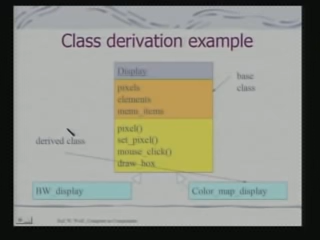 Class derivation example
Display
base
class
pixels
elements
menu_items
pixel()
set_pixel()
mouse_click()
draw_box
derived class
BW_display
Color_map_display